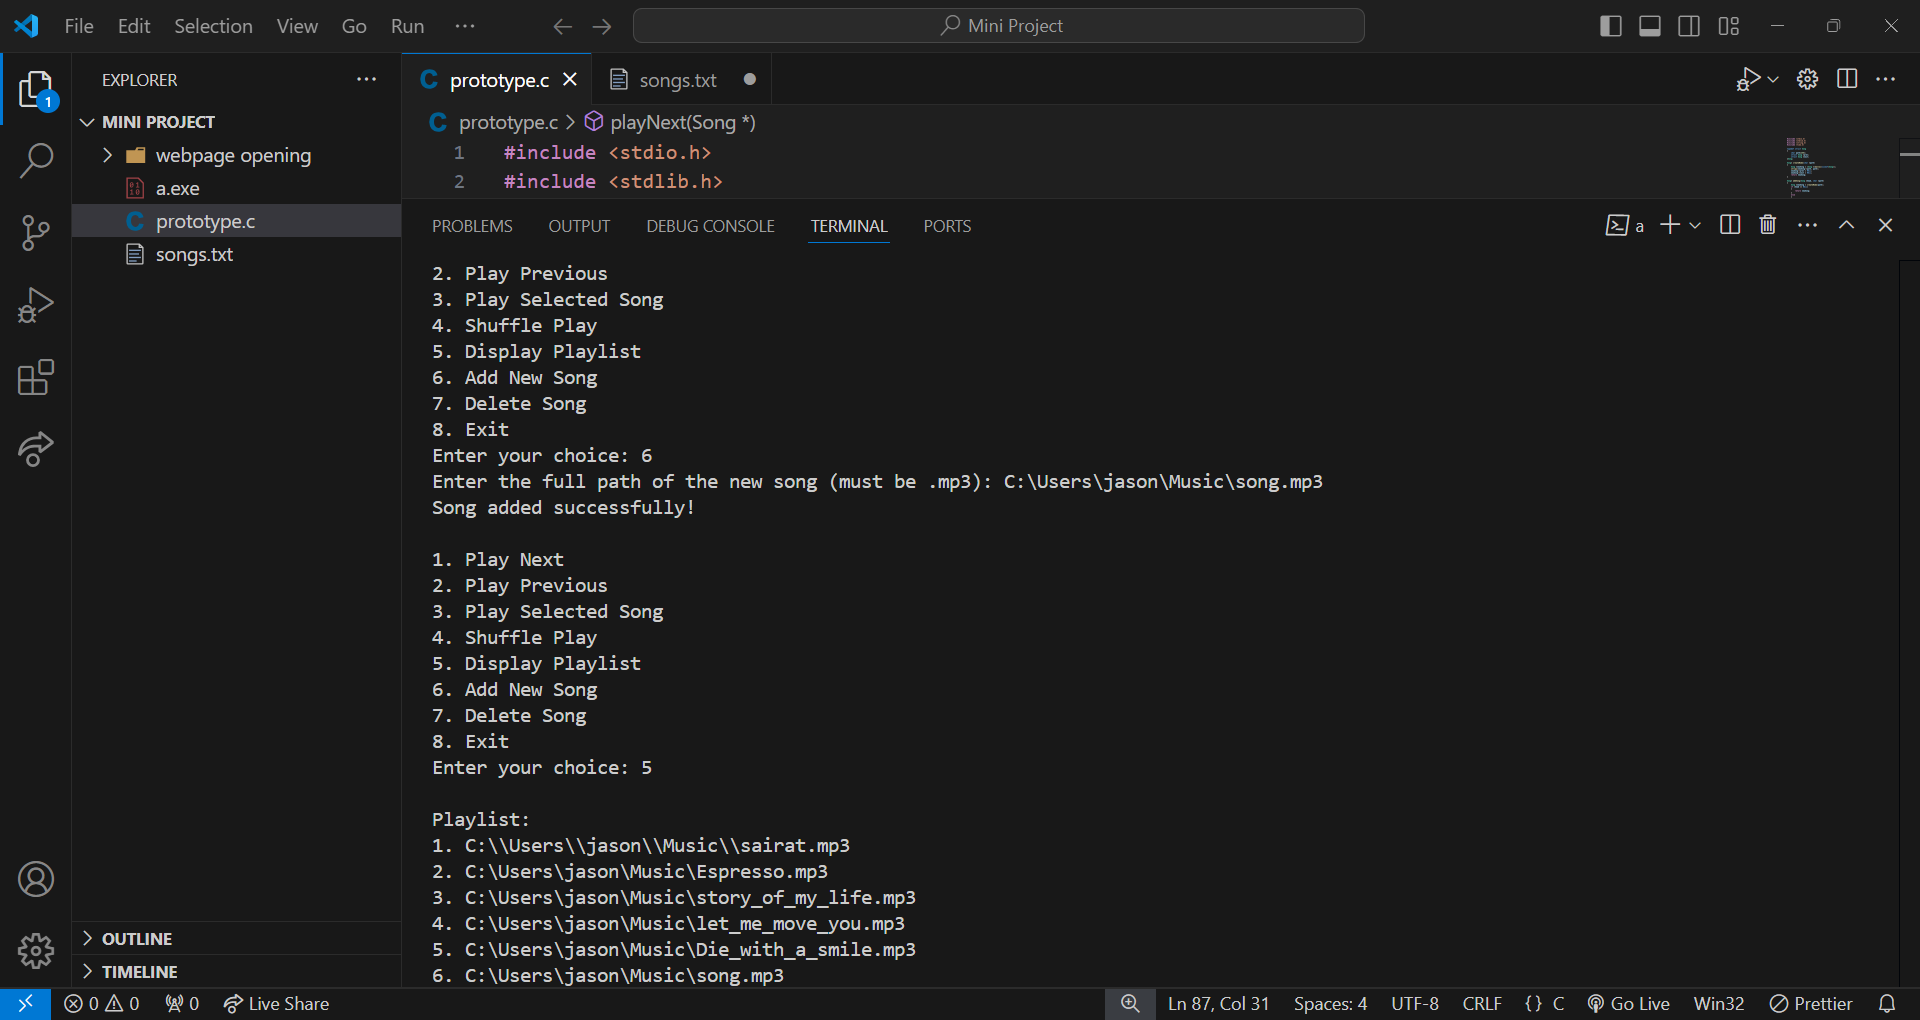 File Edit Selection View Go Run
Mini Project
EXPLORER
MINI PROJECT
webpage opening
a.exe
prototype.c
songs.txt
OUTLINE
TIMELINE
1
C prototype.c
songs.txt
C prototype.c > playNext(Song *)
1 #include <stdio.h>
2 #include <stdlib.h>
PROBLEMS OUTPUT DEBUG CONSOLE TERMINAL PORTS
a
2. Play Previous
3. Play Selected Song
4. Shuffle Play
5. Display Playlist
6. Add New Song
7. Delete Song
8. Exit
Enter your choice: 6
Enter the full path of the new song (must be .mp3): C:\Users\jason\Music\song.mp3
Song added successfully!
1. Play Next
2. Play Previous
3. Play Selected Song
4. Shuffle Play
5. Display Playlist
6. Add New Song
7. Delete Song
8. Exit
Enter your choice: 5
Playlist:
1. C:\\Users\\jason\\Music\\sairat.mp3
2. C:\Users\jason\Music\Espresso.mp3
3. C:\Users\jason\Music\story_of_my_life.mp3
4. C:\Users\jason\Music\let_me_move_you.mp3
5. C:\Users\jason\Music\Die_with_a_smile.mp3
6. C:\Users\jason\Music\song.mp3
0 0 0 Live Share Ln 87, Col 31 Spaces: 4 UTF-8 CRLF {} C Go Live Win32 Prettier